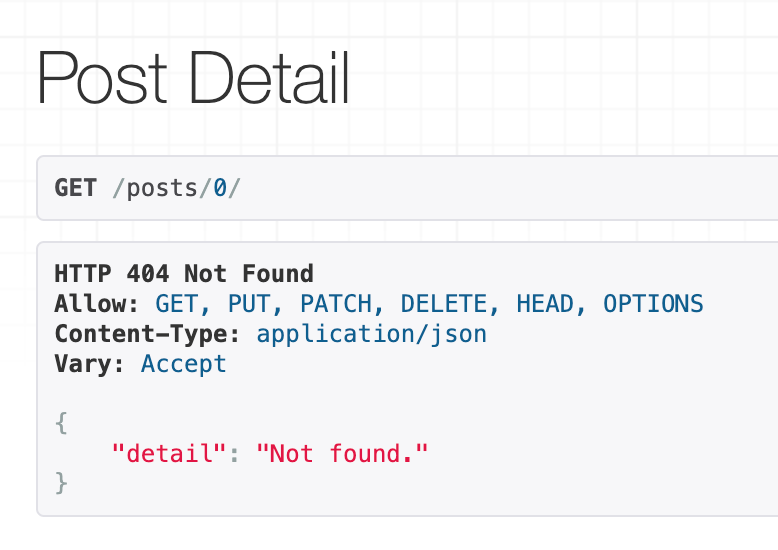 Post Detail
GET /posts/0/
HTTP 404 Not Found
Allow: GET, PUT, PATCH, DELETE, HEAD, OPTIONS
Content-Type: application/json
Vary: Accept
{
    "detail": "Not found."
}